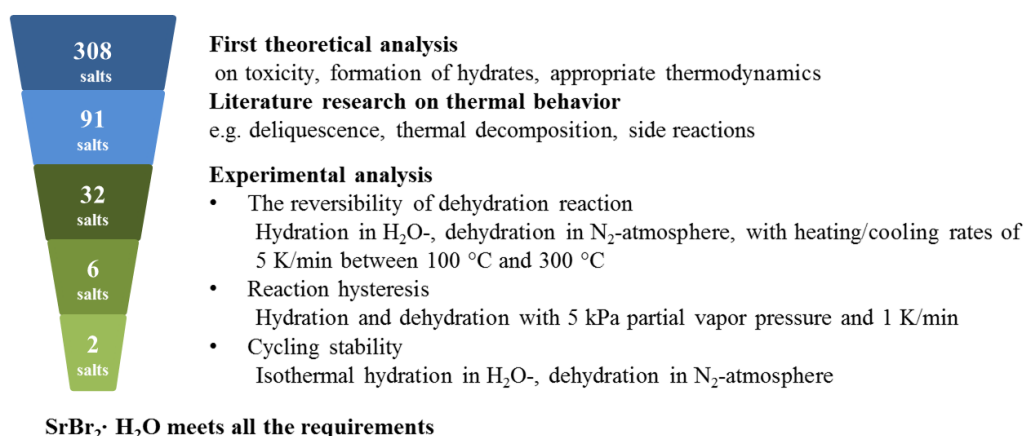 308
salts
First theoretical analysis
on toxicity, formation of hydrates, appropriate thermodynamics
91
salts
Literature research on thermal behavior
e.g. deliquescence, thermal decomposition, side reactions
32
salts
Experimental analysis
• The reversibility of dehydration reaction
Hydration in H₂O-, dehydration in N₂-atmosphere, with heating/cooling rates of
5 K/min between 100 °C and 300 °C
6
salts
• Reaction hysteresis
Hydration and dehydration with 5 kPa partial vapor pressure and 1 K/min
2
salts
• Cycling stability
Isothermal hydration in H₂O-, dehydration in N₂-atmosphere
SrBr₂· H₂O meets all the requirements